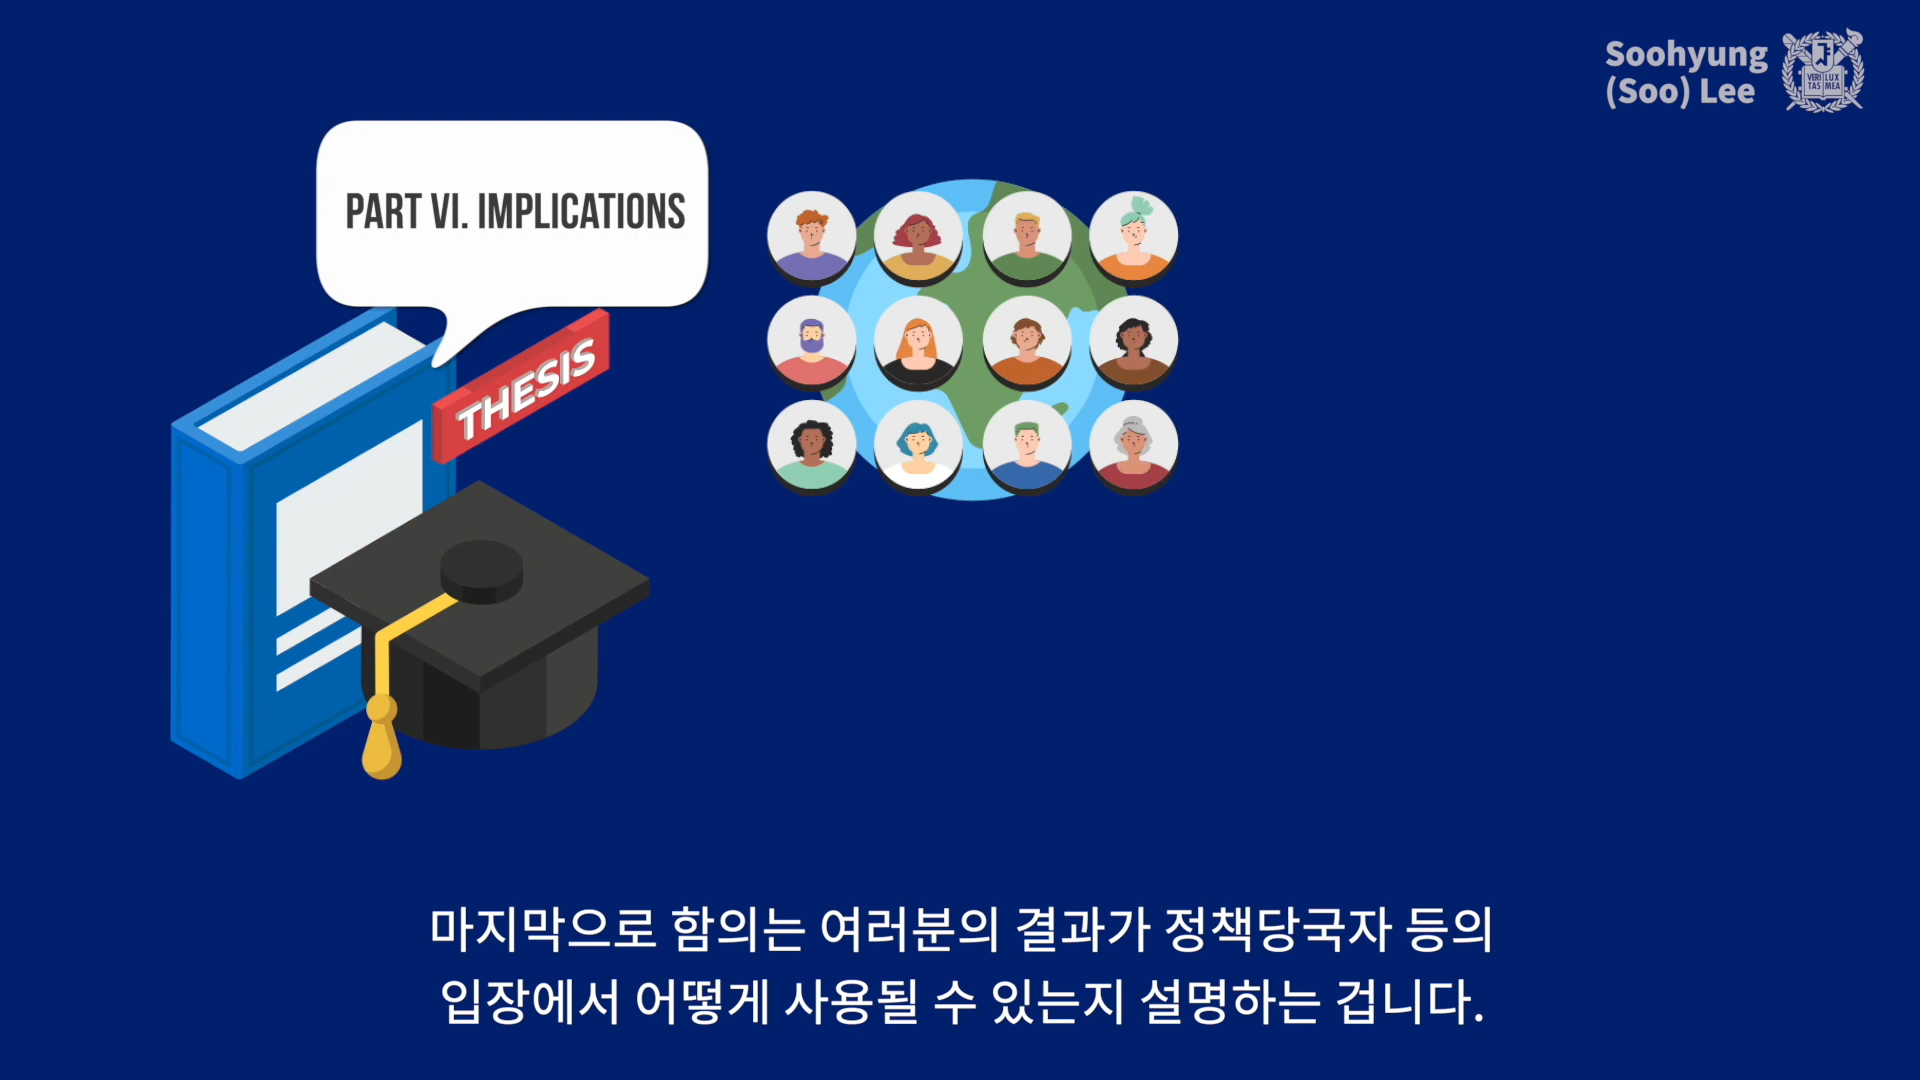 Soohyung
(Soo) Lee
VERI LUX
TAS MEA
PART VI. IMPLICATIONS
THESIS
마지막으로 함의는 여러분의 결과가 정책당국자 등의
입장에서 어떻게 사용될 수 있는지 설명하는 겁니다.